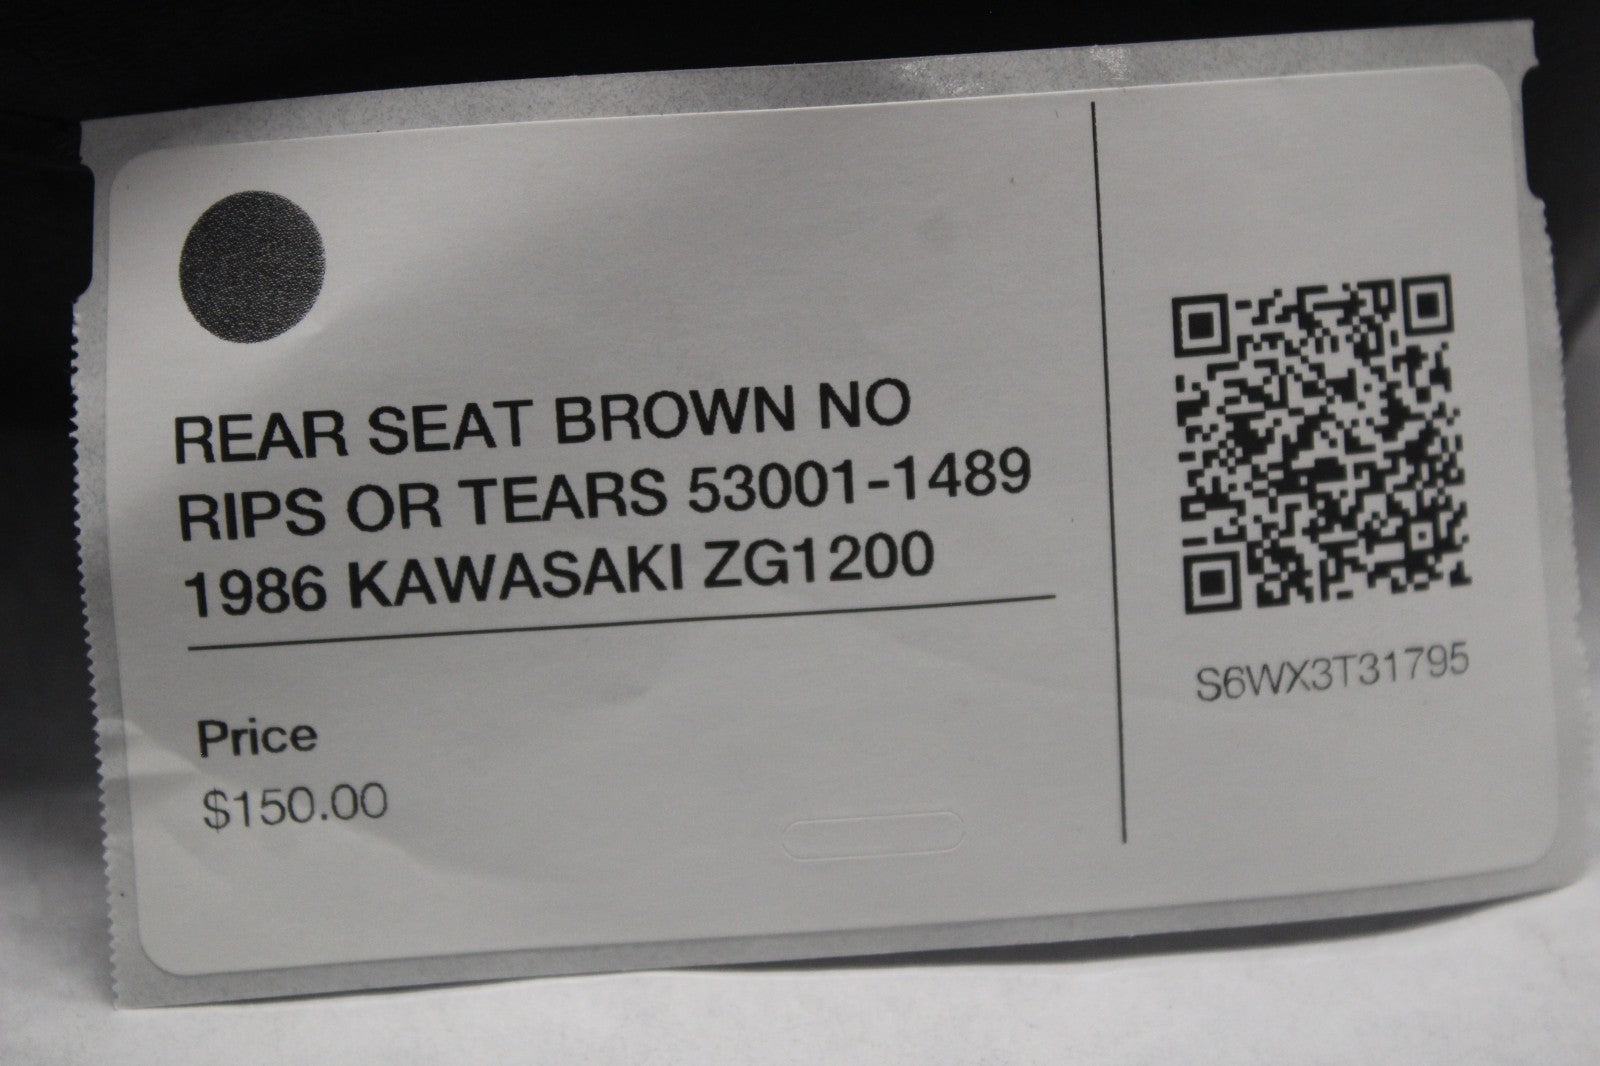 REAR SEAT BROWN NO
RIPS OR TEARS 53001-1489
1986 KAWASAKI ZG1200
Price
$150.00
S6WX3T31795